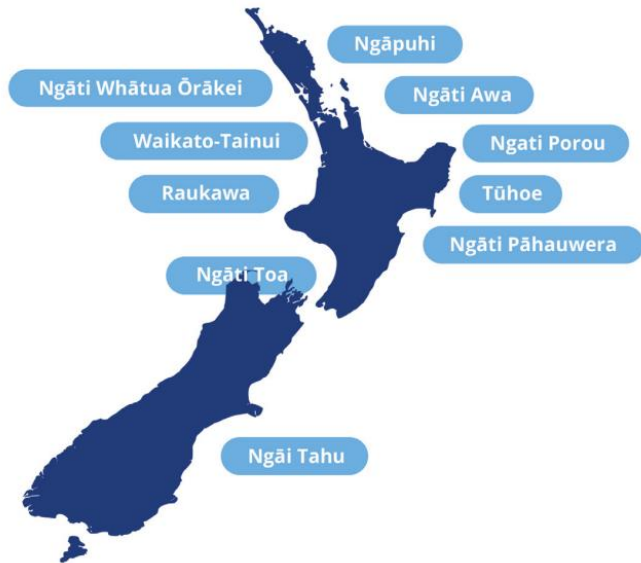 Ngāpuhi
Ngāti Whātua Ōrākei
Ngāti Awa
Waikato-Tainui
Ngati Porou
Raukawa
Tūhoe
Ngāti Pāhauwera
Ngāti Toa
Ngāi Tahu